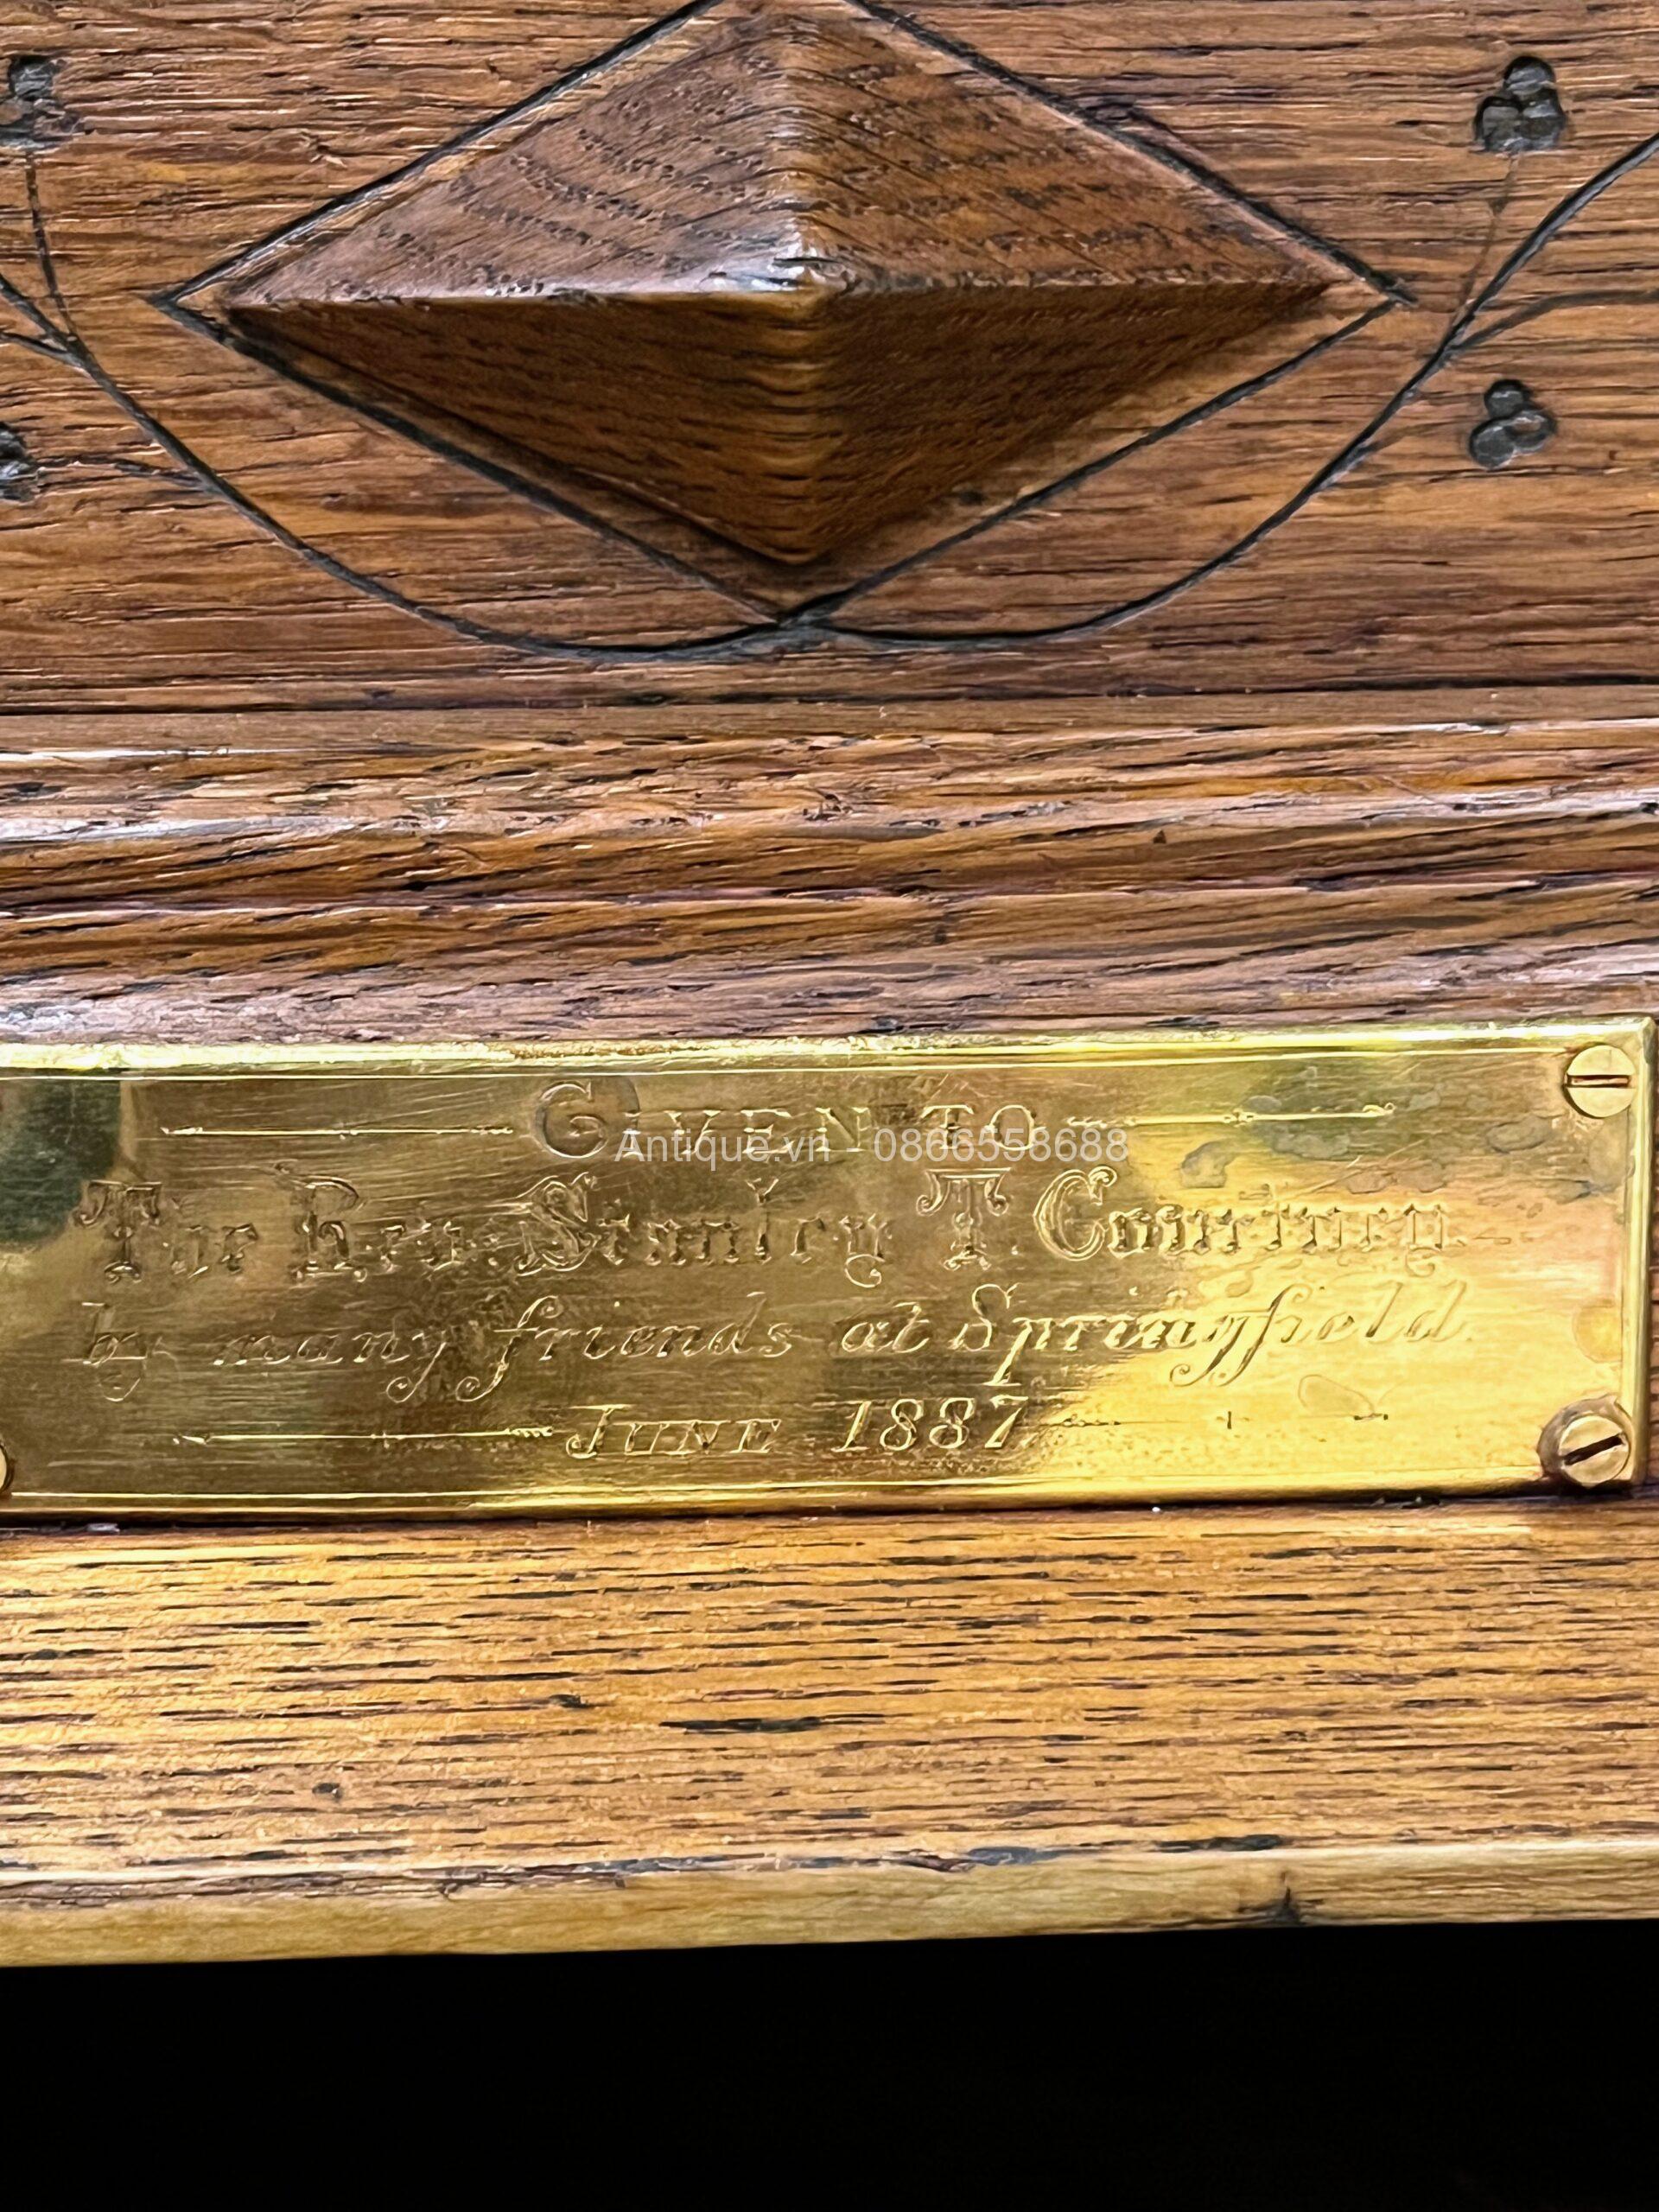 GIVEN TO
Antique.vn 0866558688
The Rev: Stanley T. Courtney.
by many friends at Springfield.
JUNE 1887